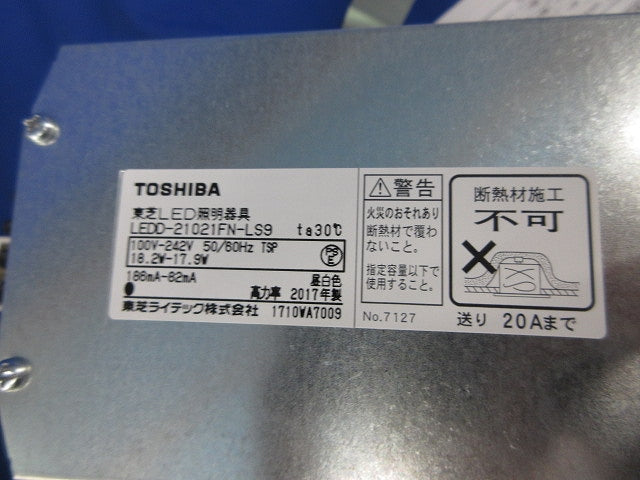 TOSHIBA
東芝LED照明器具
LEDD-21021FN-LS9 ta30℃
100V-242V 50/60Hz TSP
18.2W-17.9W
186mA-82mA 昼白色
高力率 2017年製
東芝ライテック株式会社 1710WA7009
警告
火災のおそれあり
断熱材で覆わ
ないこと。
指定容量以下で
使用すること。
No.7127
断熱材施工
不可
送り 20Aまで